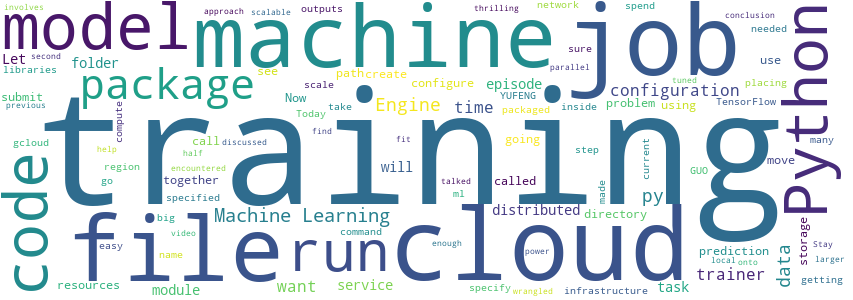 involves
approach
outputs
network
spend
conclusion
model
machine
job
Python
second
scalable
thrilling
needed
many
Let
folder
sure
parallel
use
libraries
package
see
path
create
configure
episode
configuration
placing
submit
scale
Engine
time
YUFENG
packaged
problem
using
TensorFlow
tuned
previous
compute
Now
Today
take
inside
training
gcloud
call
discussed
find
fit
going
step
current
GUO
move
help
half
encountered
region
go
together
will
talked
called
ml
made
py
code
specified
Machine Learning
distributed
directory
storage
Stay
file
run
cloud
big
command
easy
video
enough
power
prediction
local
onto
larger
data
trainer
getting
name
resources
module
want
service
specify
wrangled
infrastructure
task